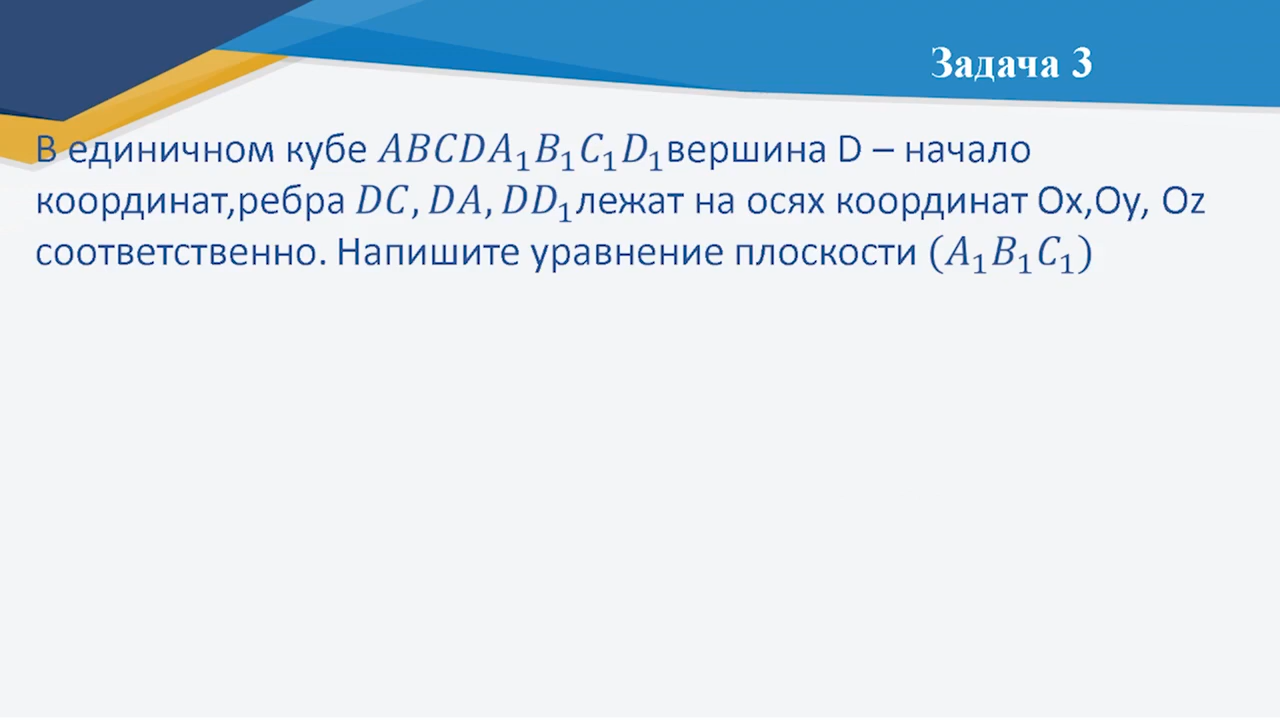 Задача 3
В единичном кубе 𝐴𝐵𝐶𝐷𝐴₁𝐵₁𝐶₁𝐷₁вершина D – начало
координат,ребра 𝐷𝐶, 𝐷𝐴, 𝐷𝐷₁лежат на осях координат Ox,Oy, Oz
соответственно. Напишите уравнение плоскости (𝐴₁𝐵₁𝐶₁)